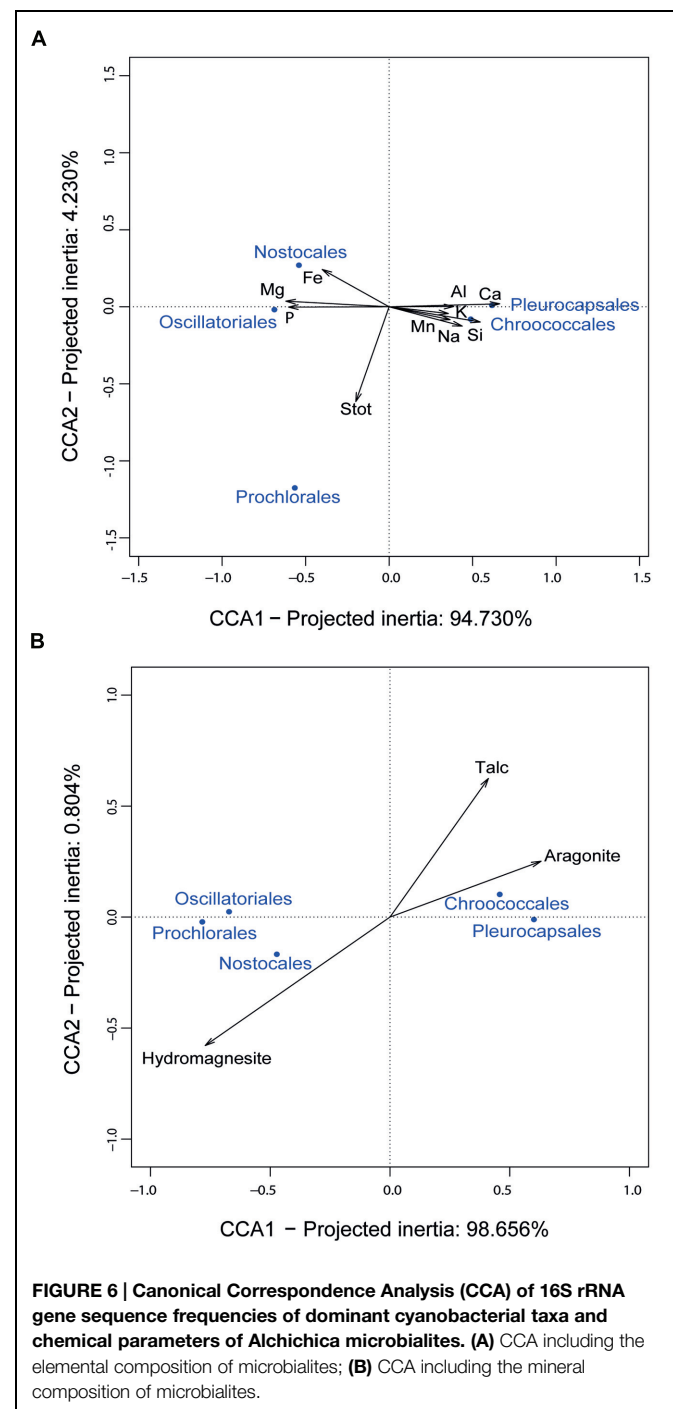 A
CCA2 – Projected inertia: 4.230%
1.5
1.0
0.5
0.0
-0.5
-1.0
-1.5
Nostocales
Fe
Mg
P
Oscillatoriales
Al
Ca
K
Pleurocapsales
Chroococcales
Mn
Na
Si
Stot
Prochlorales
−1.5 −1.0 −0.5 0.0 0.5 1.0 1.5
CCA1 – Projected inertia: 94.730%
B
CCA2 – Projected inertia: 0.804%
1.0
0.5
0.0
-0.5
-1.0
Talc
Aragonite
Oscillatoriales
Chroococcales
Prochlorales
Pleurocapsales
Nostocales
Hydromagnesite
−1.0 −0.5 0.0 0.5 1.0
CCA1 – Projected inertia: 98.656%
FIGURE 6 | Canonical Correspondence Analysis (CCA) of 16S rRNA
gene sequence frequencies of dominant cyanobacterial taxa and
chemical parameters of Alchichica microbialites. (A) CCA including the
elemental composition of microbialites; (B) CCA including the mineral
composition of microbialites.